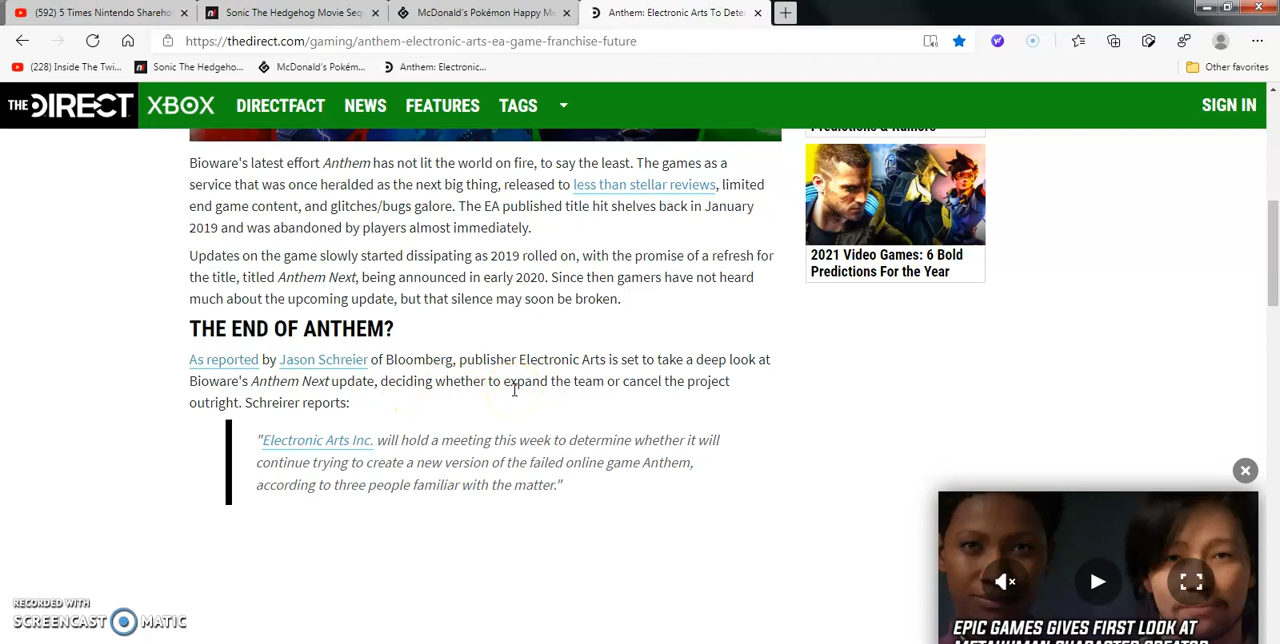 (592) 5 Times Nintendo Shareho
Sonic The Hedgehog Movie Seq
McDonald's Pokémon Happy Me
Anthem: Electronic Arts To Dete
https://thedirect.com/gaming/anthem-electronic-arts-ea-game-franchise-future
(228) Inside The Twi...
Sonic The Hedgeho...
McDonald's Pokém...
Anthem: Electronic...
Other favorites
THE DIRECT
XBOX
DIRECTFACT
NEWS
FEATURES
TAGS
SIGN IN
Predictions & Rumors
Bioware's latest effort Anthem has not lit the world on fire, to say the least. The games as a
service that was once heralded as the next big thing, released to less than stellar reviews, limited
end game content, and glitches/bugs galore. The EA published title hit shelves back in January
2019 and was abandoned by players almost immediately.
2021 Video Games: 6 Bold
Predictions For the Year
Updates on the game slowly started dissipating as 2019 rolled on, with the promise of a refresh for
the title, titled Anthem Next, being announced in early 2020. Since then gamers have not heard
much about the upcoming update, but that silence may soon be broken.
THE END OF ANTHEM?
As reported by Jason Schreier of Bloomberg, publisher Electronic Arts is set to take a deep look at
Bioware's Anthem Next update, deciding whether to expand the team or cancel the project
outright. Schreirer reports:
"Electronic Arts Inc. will hold a meeting this week to determine whether it will
continue trying to create a new version of the failed online game Anthem,
according to three people familiar with the matter."
EPIC GAMES GIVES FIRST LOOK AT
METAHUMAN CHARACTER CREATOR
RECORDED WITH
SCREENCAST MATIC